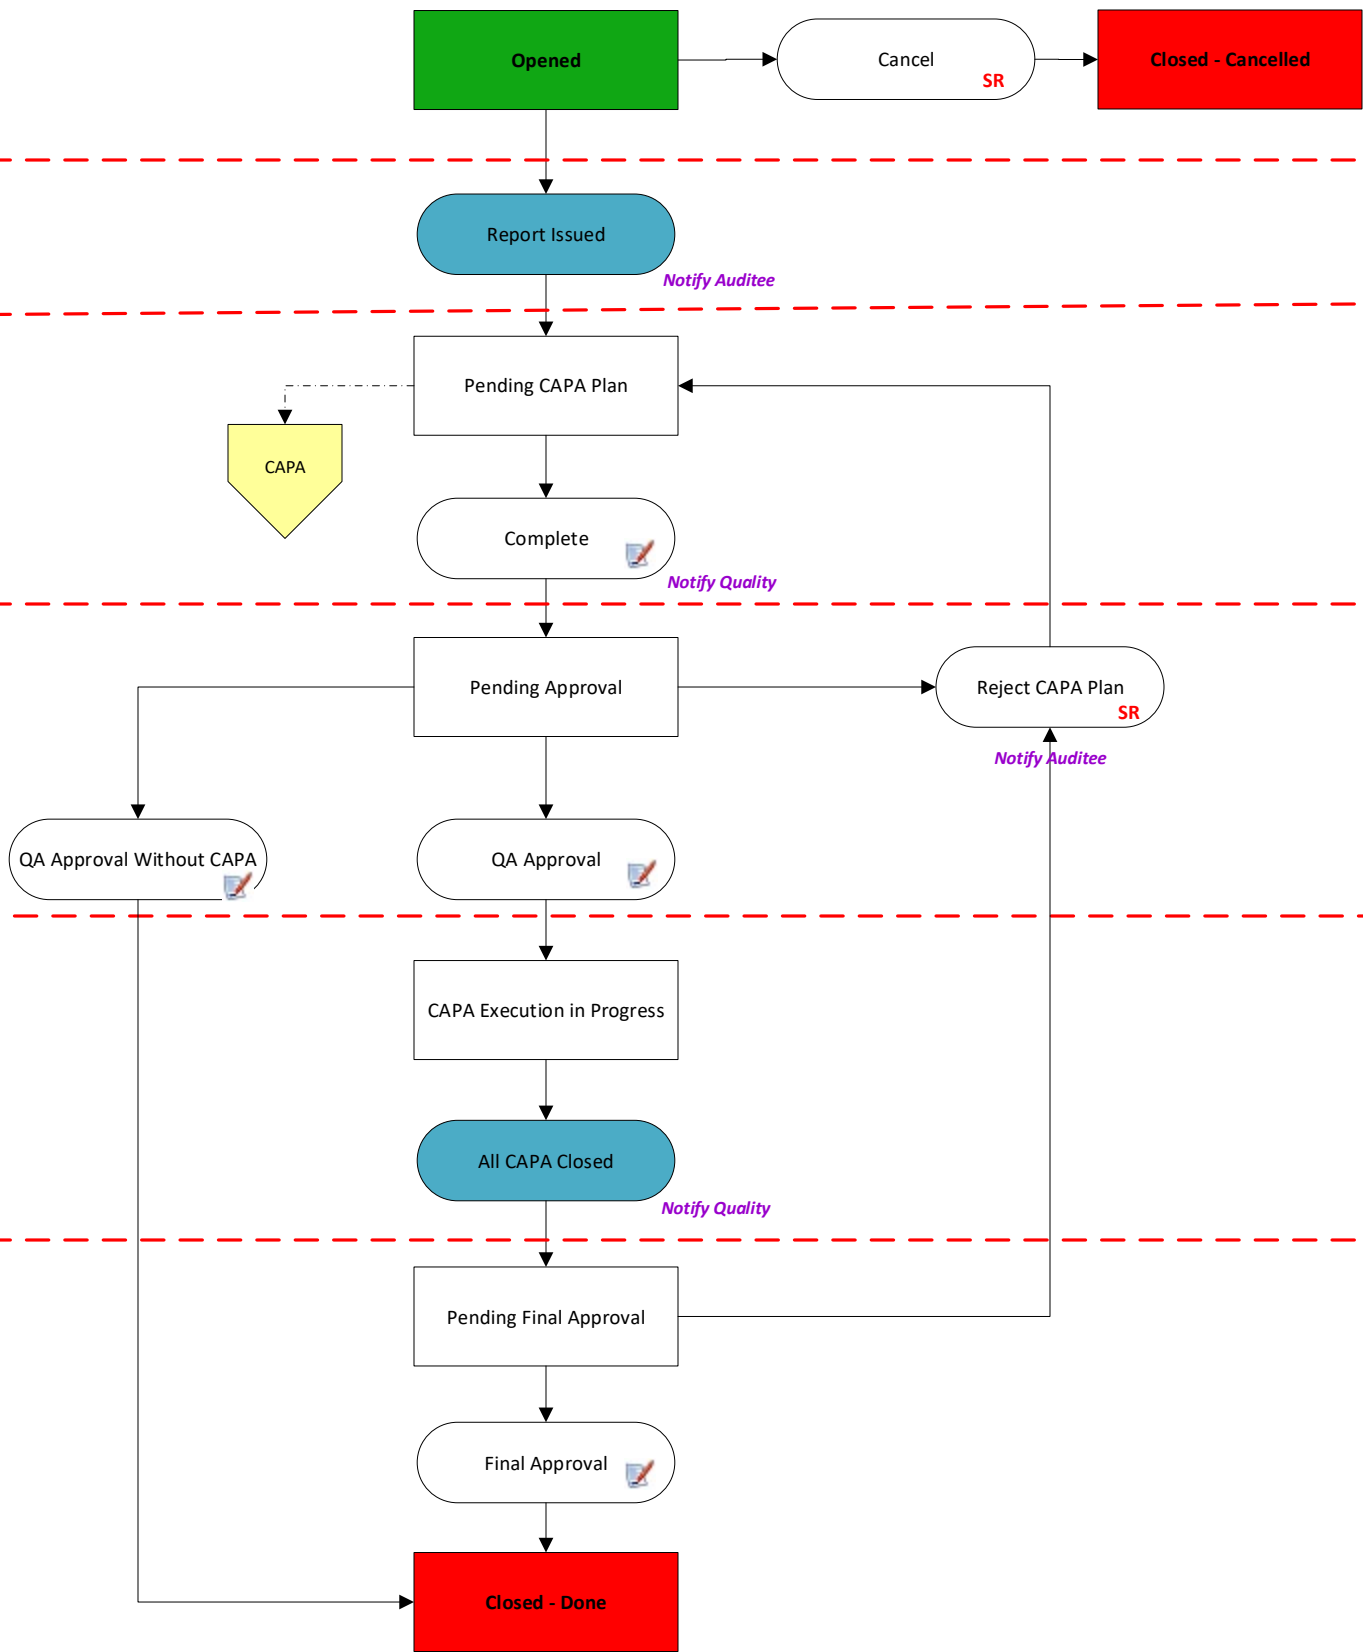 Opened
Cancel
SR
Closed - Cancelled
Report Issued
Notify Auditee
Pending CAPA Plan
CAPA
Complete
Notify Quality
Pending Approval
Reject CAPA Plan
SR
Notify Auditee
QA Approval Without CAPA
QA Approval
CAPA Execution in Progress
All CAPA Closed
Notify Quality
Pending Final Approval
Final Approval
Closed - Done